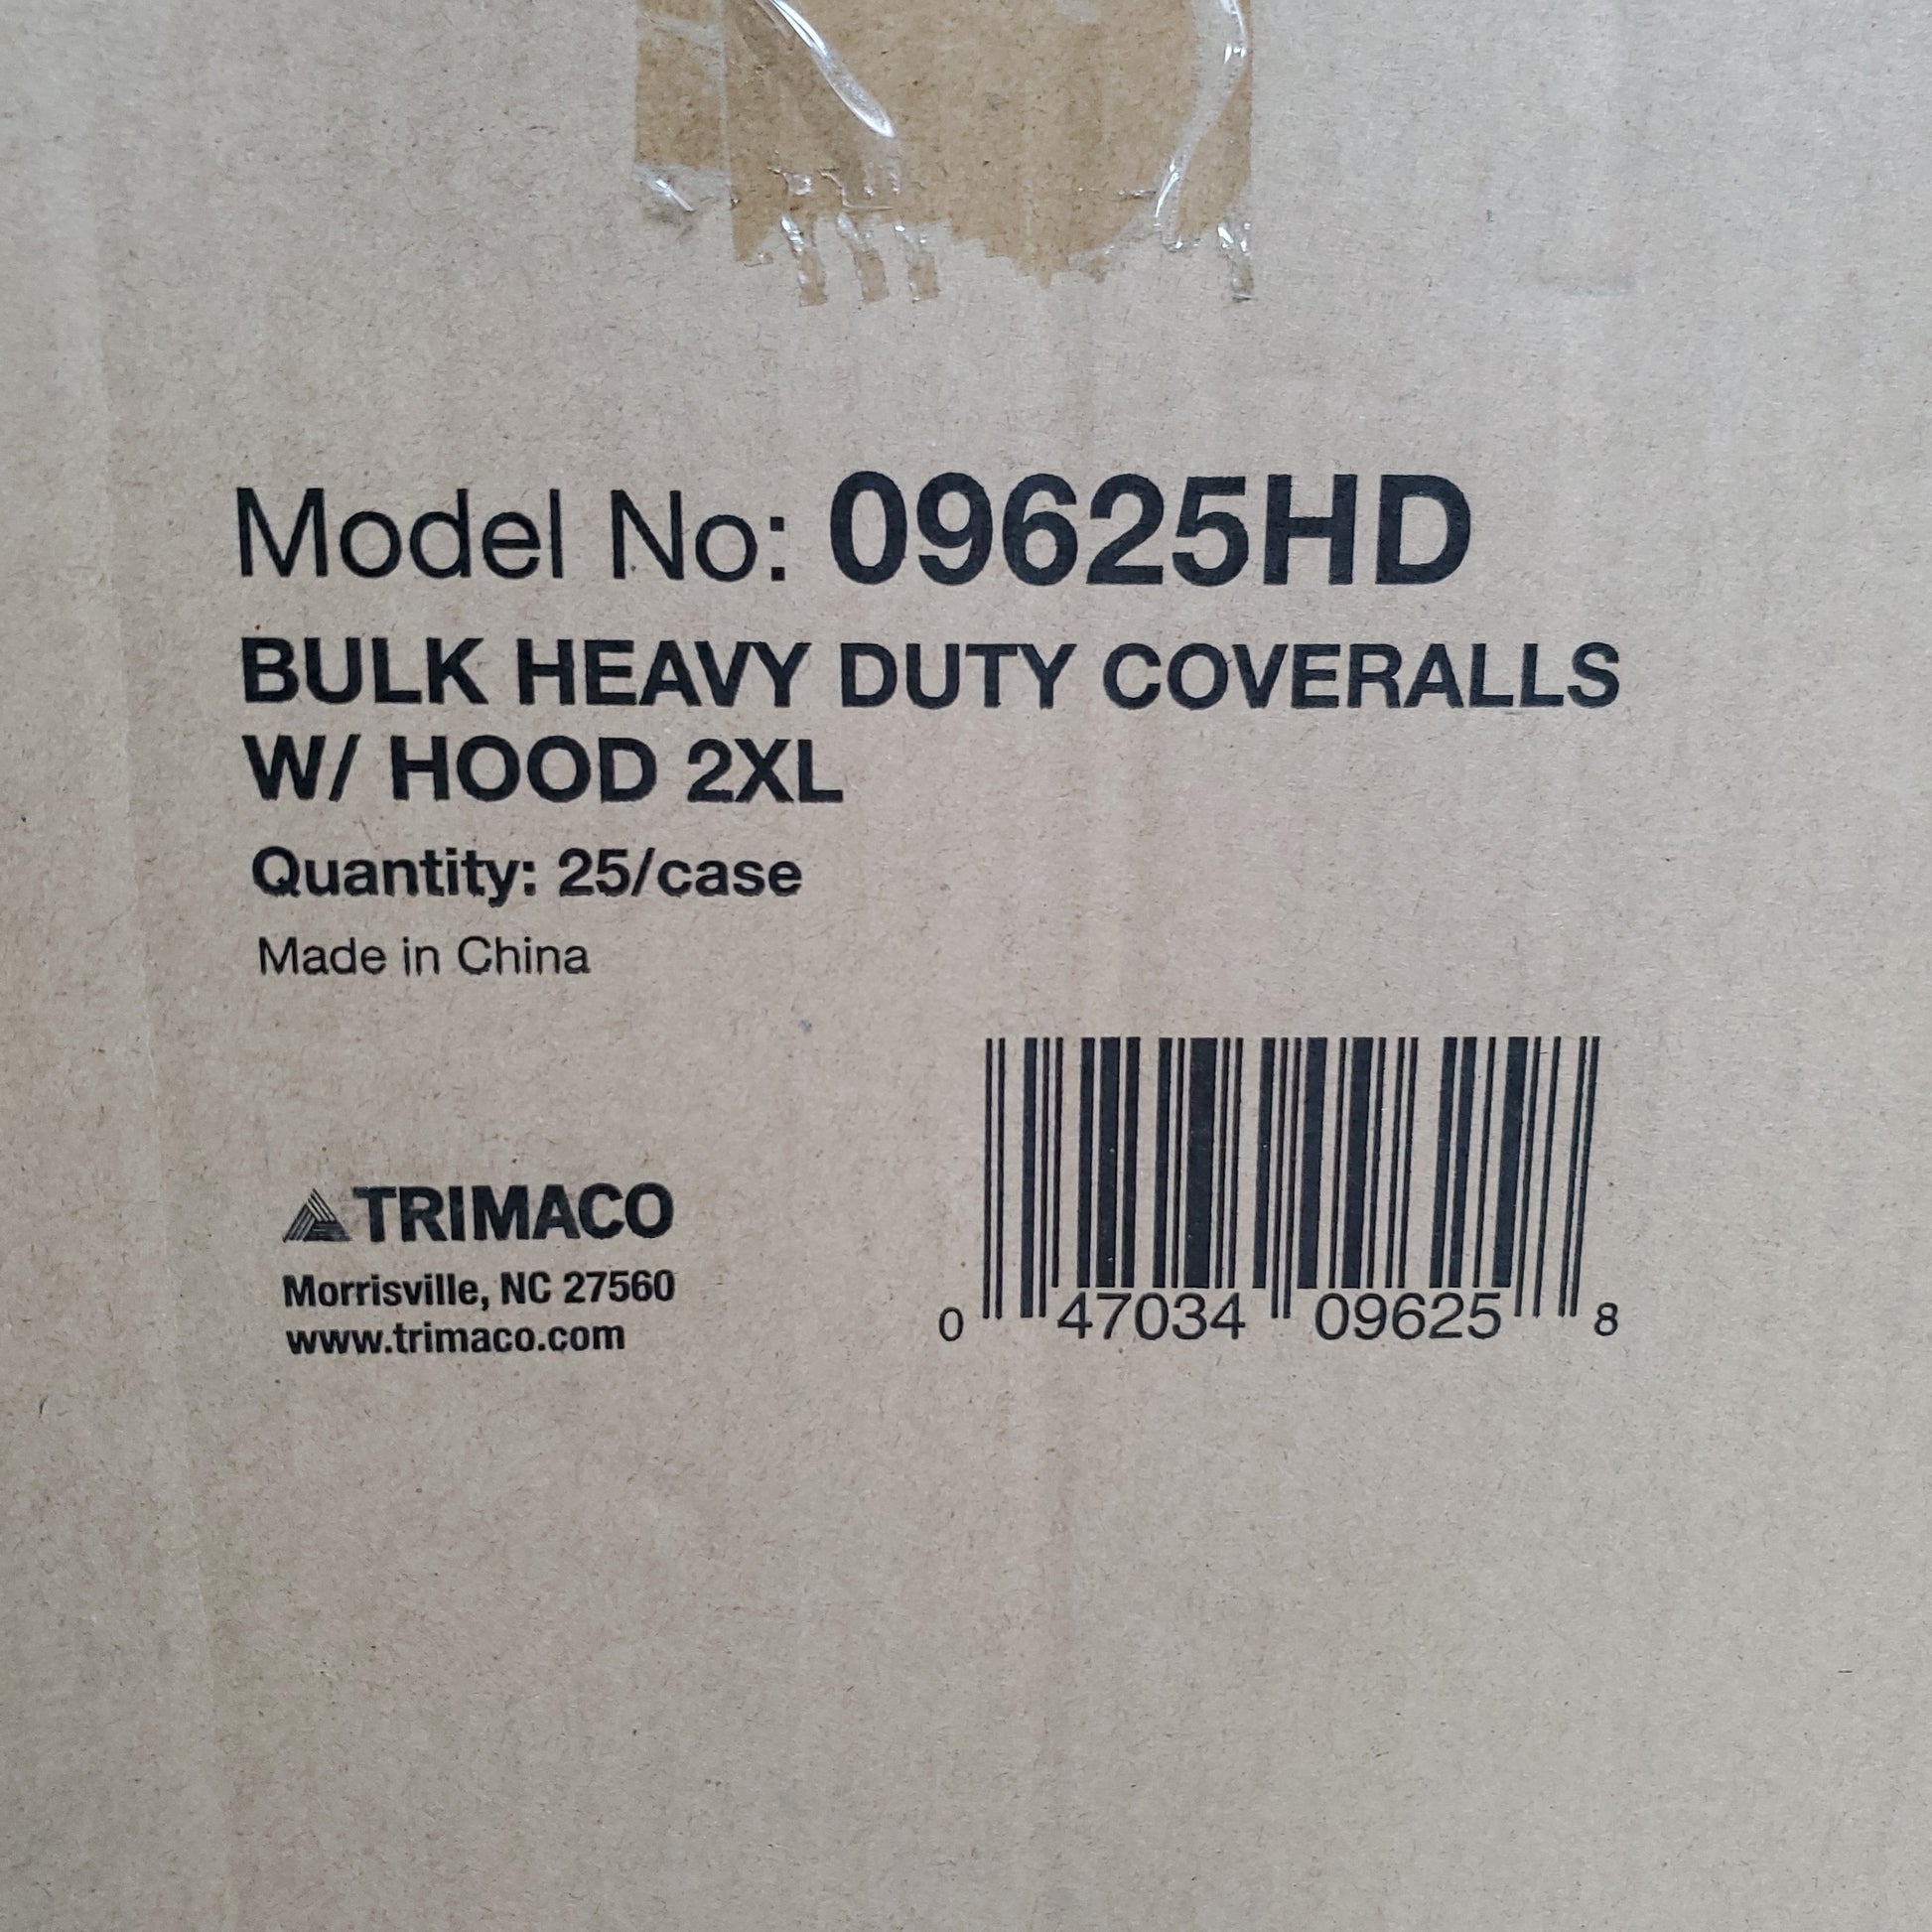 Model No: 09625HD
BULK HEAVY DUTY COVERALLS
W/ HOOD 2XL
Quantity: 25/case
Made in China
TRIMACO
Morrisville, NC 27560
www.trimaco.com
0 47034 09625 8